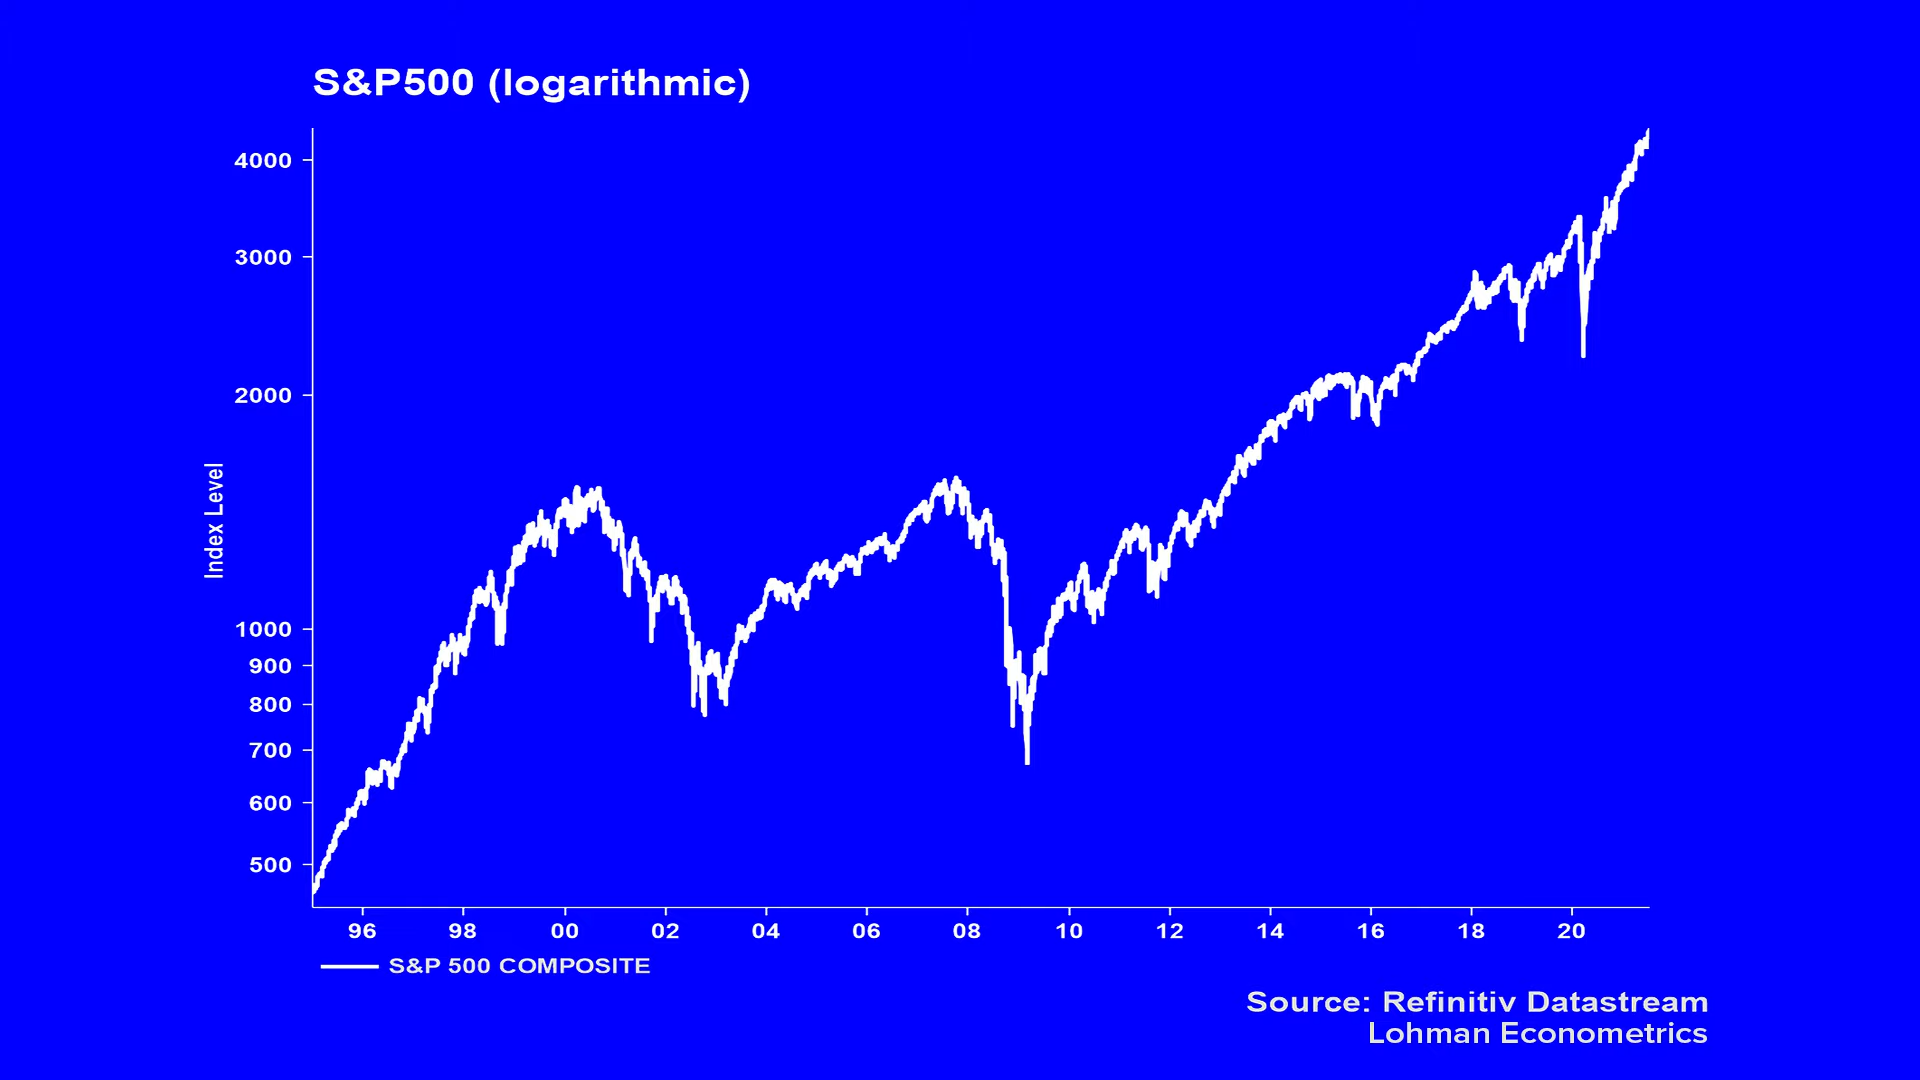 S&P500 (logarithmic)
4000
3000
2000
1000
900
800
700
600
500
Index Level
96 98 00 02 04 06 08 10 12 14 16 18 20
S&P 500 COMPOSITE
Source: Refinitiv Datastream
Lohman Econometrics